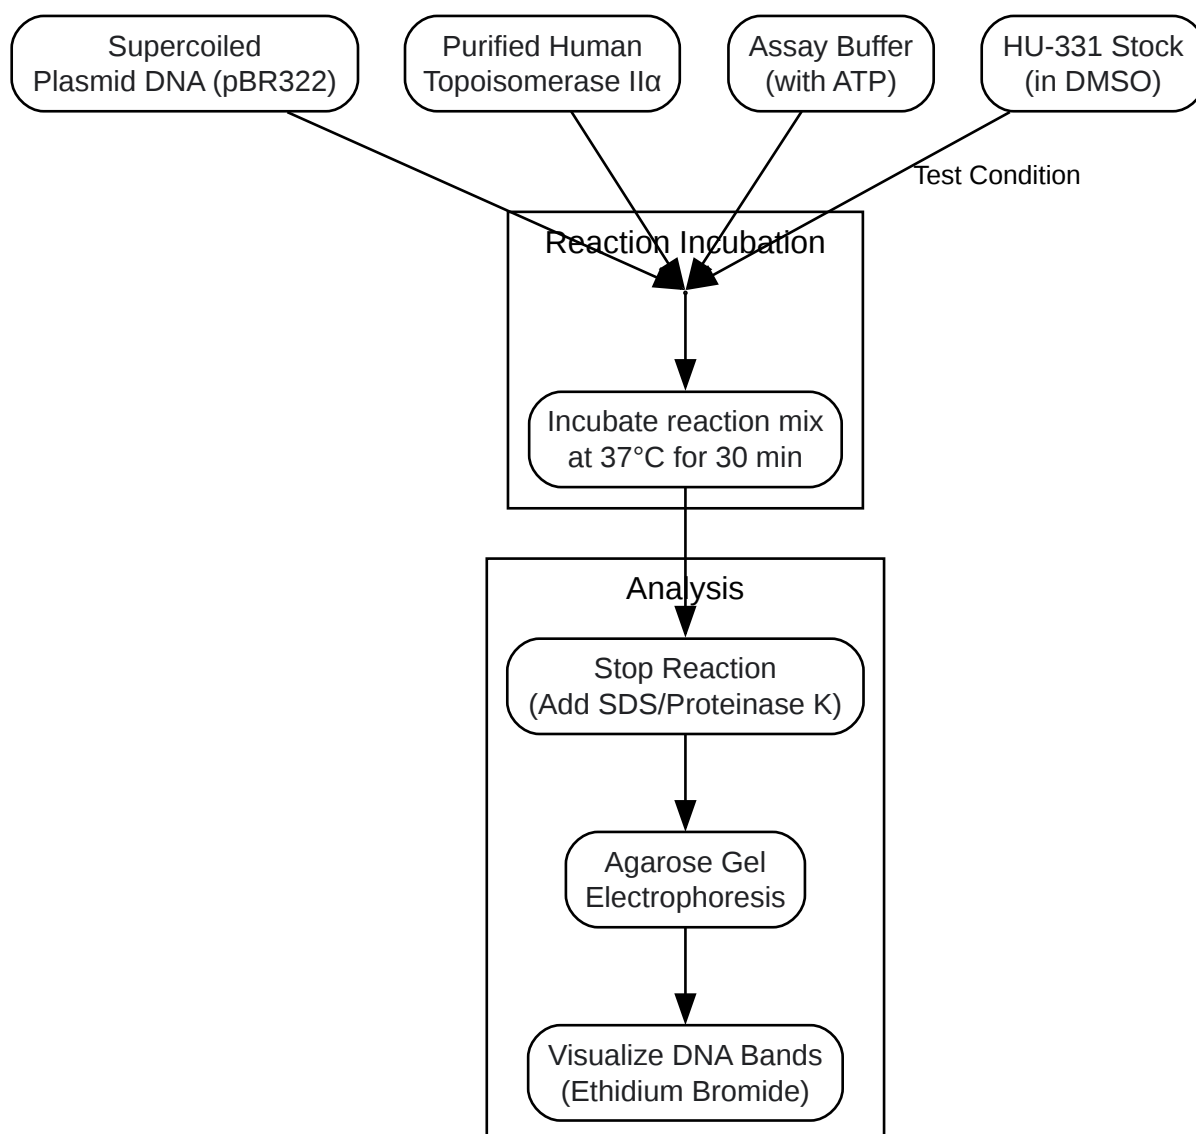 Supercoiled
Plasmid DNA (pBR322)
Purified Human
Topoisomerase IIα
Assay Buffer
(with ATP)
HU-331 Stock
(in DMSO)
Test Condition
Reaction Incubation
Incubate reaction mix
at 37°C for 30 min
Analysis
Stop Reaction
(Add SDS/Proteinase K)
Agarose Gel
Electrophoresis
Visualize DNA Bands
(Ethidium Bromide)